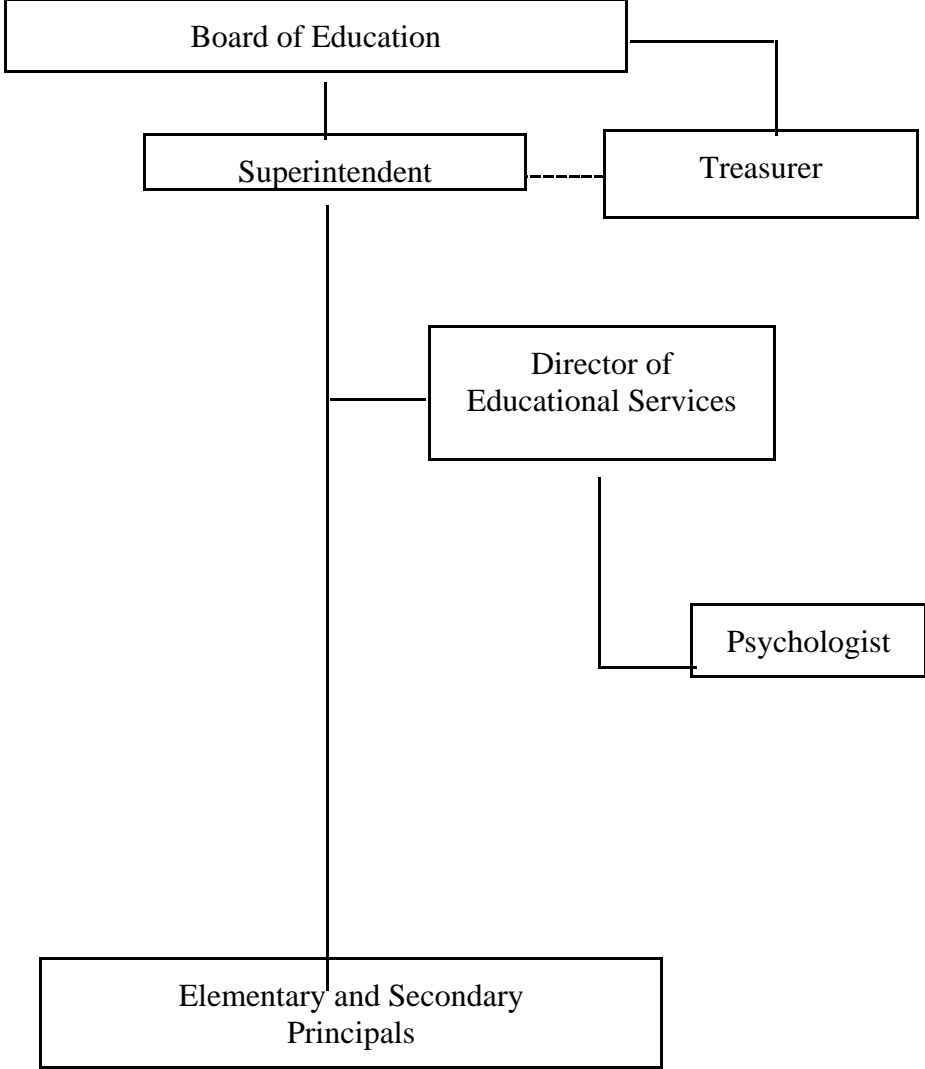 Board of Education
Superintendent
Treasurer
Director of
Educational Services
Psychologist
Elementary and Secondary
Principals